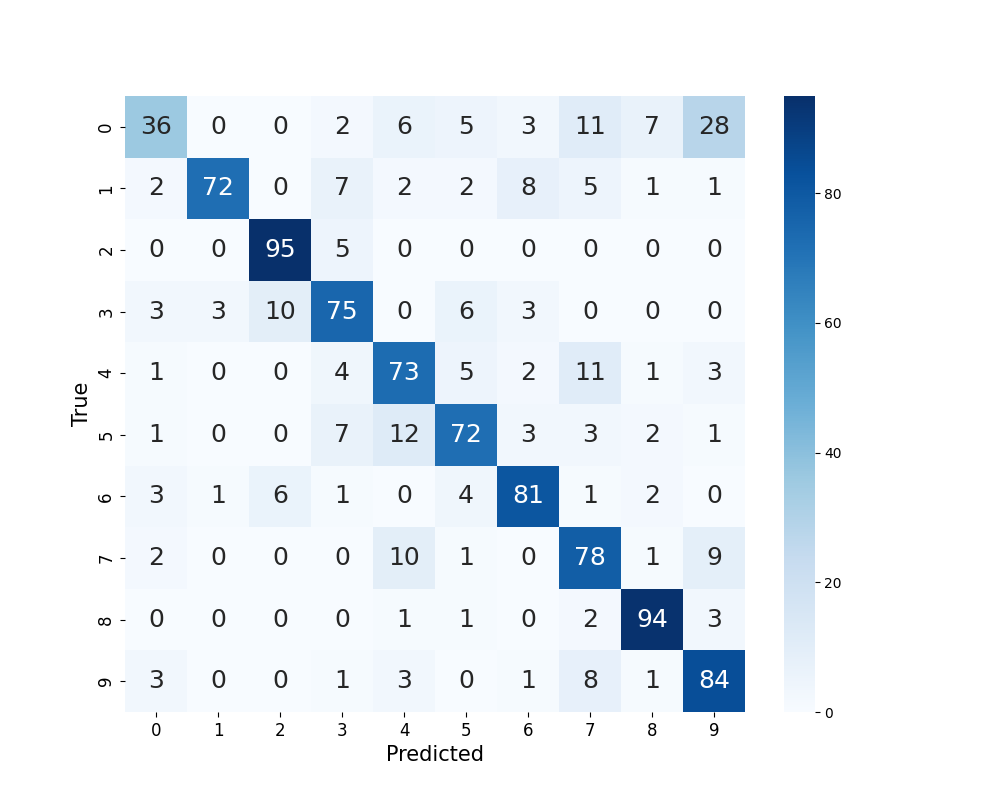 0 36 0 0 2 6 5 3 11 7 28
1 2 72 0 7 2 2 8 5 1 1
2 0 0 95 5 0 0 0 0 0 0
3 3 3 10 75 0 6 3 0 0 0
4 1 0 0 4 73 5 2 11 1 3
5 1 0 0 7 12 72 3 3 2 1
6 3 1 6 1 0 4 81 1 2 0
7 2 0 0 0 10 1 0 78 1 9
8 0 0 0 0 1 1 0 2 94 3
9 3 0 0 1 3 0 1 8 1 84
0 1 2 3 4 5 6 7 8 9
Predicted
True
80
60
40
20
0